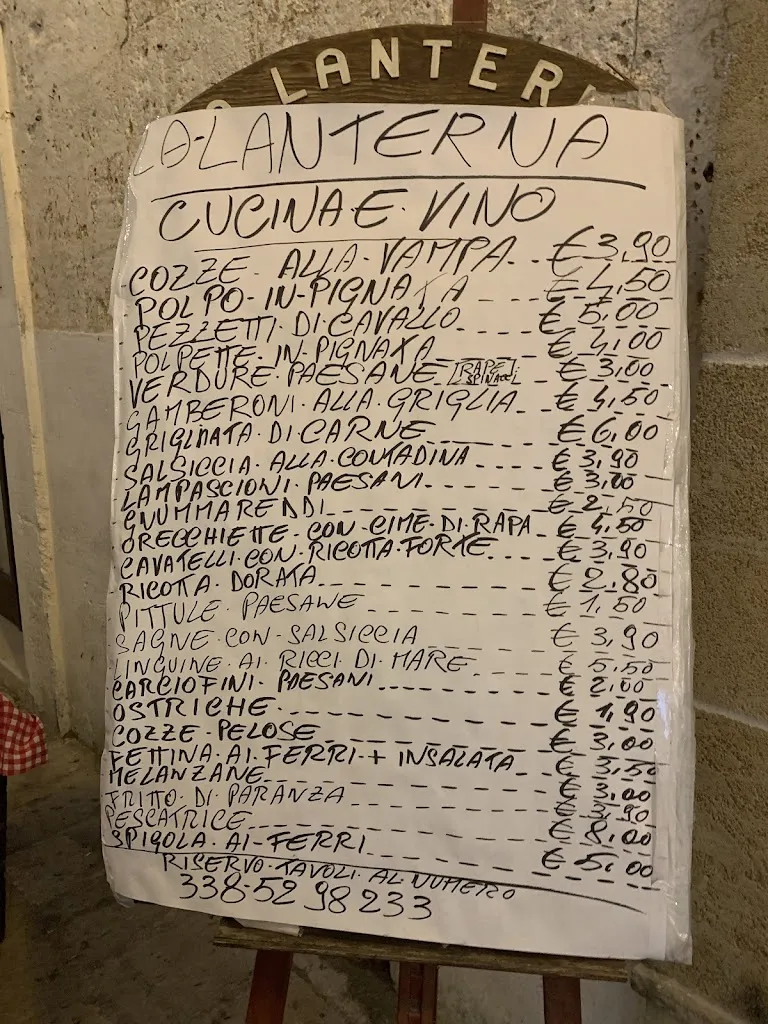 LA LANTERN
LA-LANTERNA
CUCINA E. VINO
COZZE ALLA VAMPA €3,90
POLPO-IN-PIGNATA €4,50
PEZZETTI DI CAVALLO €5,00
POLPETTE IN PIGNATA €4,00
VERDURE PAESANE RAPE SPINACI €3,00
GAMBERONI ALLA GRIGLIA €4,50
GRIGLIATA DI CARNE €6,00
SALSICCIA ALLA CONTADINA €3,90
LAMPASCIONI PAESANI €3,00
GNUMMAREDDI €2,50
ORECCHIETTE CON CIME DI RAPA €4,50
CAVATELLI CON RICOTTA FORTE €3,90
RICOTTA DORATA €2,80
PITTULE PAESANE €1,50
SAGNE CON SALSICCIA €3,90
LINGUINE AI RICCI DI MARE €5,50
CARCIOFINI PAESANI €2,00
OSTRICHE €1,90
COZZE PELOSE €3,00
FETTINA AI FERRI + INSALATA €3,50
MELANZANE €3,00
FRITTO DI PARANZA
PESCATRICE €8,00
SPIGOLA AI-FERRI €5,00
RISERVO TAVOLI AL NUMERO
338-52 98 233